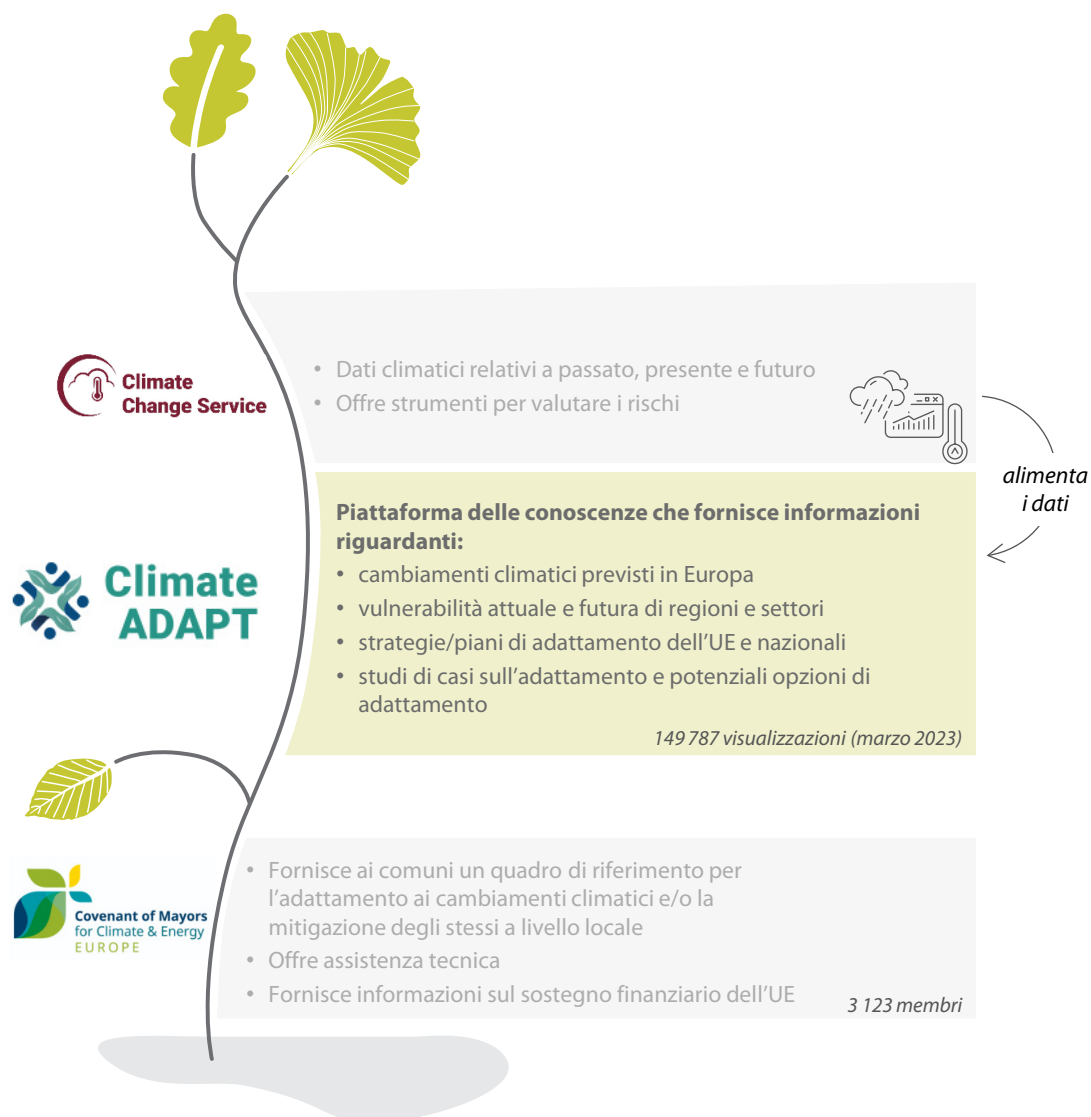 Climate
Change Service
• Dati climatici relativi a passato, presente e futuro
• Offre strumenti per valutare i rischi
alimenta
i dati
Climate
ADAPT
Piattaforma delle conoscenze che fornisce informazioni
riguardanti:
• cambiamenti climatici previsti in Europa
• vulnerabilità attuale e futura di regioni e settori
• strategie/piani di adattamento dell’UE e nazionali
• studi di casi sull’adattamento e potenziali opzioni di
adattamento
149 787 visualizzazioni (marzo 2023)
Covenant of Mayors
for Climate & Energy
EUROPE
• Fornisce ai comuni un quadro di riferimento per
l’adattamento ai cambiamenti climatici e/o la
mitigazione degli stessi a livello locale
• Offre assistenza tecnica
• Fornisce informazioni sul sostegno finanziario dell’UE
3 123 membri